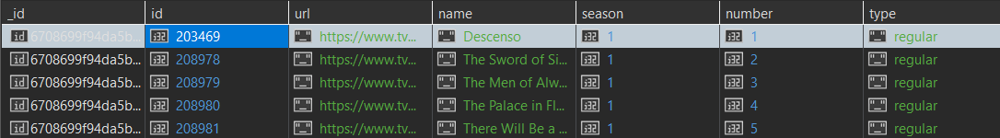 _id id url name season number type
6708699f94da5b... 203469 https://www.tv... Descenso 1 1 regular
6708699f94da5b... 208978 https://www.tv... The Sword of Si... 1 2 regular
6708699f94da5b... 208979 https://www.tv... The Men of Alw... 1 3 regular
6708699f94da5b... 208980 https://www.tv... The Palace in Fl... 1 4 regular
6708699f94da5b... 208981 https://www.tv... There Will Be a ... 1 5 regular